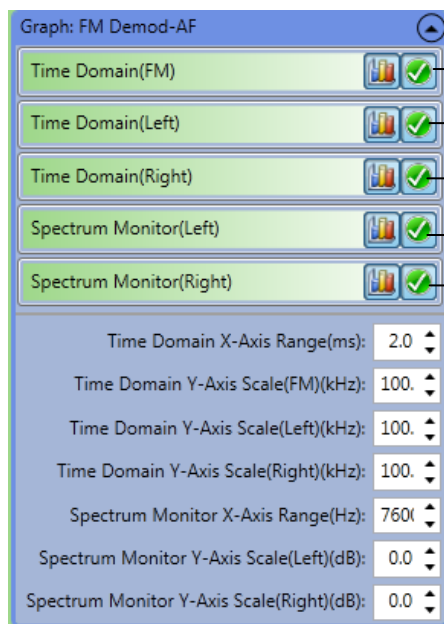 Graph: FM Demod-AF
Time Domain(FM)
Time Domain(Left)
Time Domain(Right)
Spectrum Monitor(Left)
Spectrum Monitor(Right)
Time Domain X-Axis Range(ms): 2.0
Time Domain Y-Axis Scale(FM)(kHz): 100.
Time Domain Y-Axis Scale(Left)(kHz): 100.
Time Domain Y-Axis Scale(Right)(kHz): 100.
Spectrum Monitor X-Axis Range(Hz): 7600
Spectrum Monitor Y-Axis Scale(Left)(dB): 0.0
Spectrum Monitor Y-Axis Scale(Right)(dB): 0.0